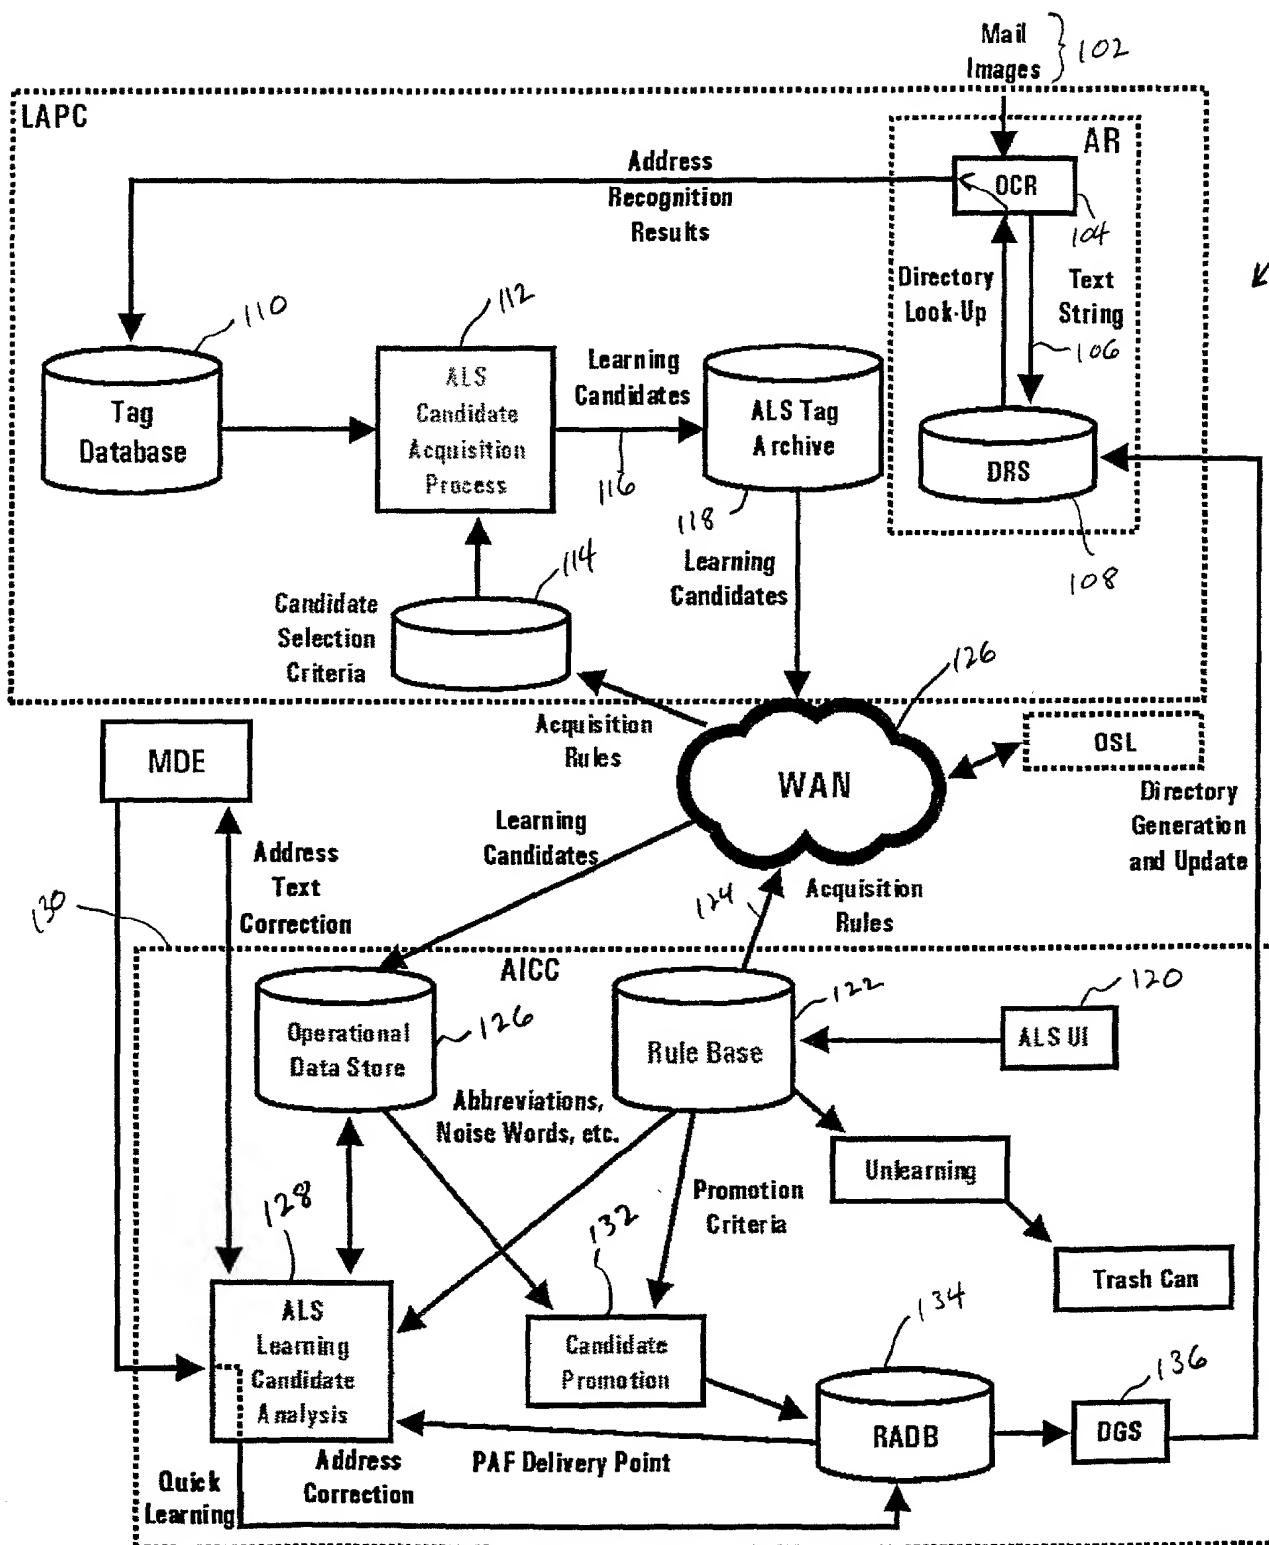 Mail
Images
102
LAPC
AR
Address
Recognition
Results
OCR
104
Directory
Look-Up
Text
String
106
110
112
Tag
Database
ALS
Candidate
Acquisition
Process
Learning
Candidates
116
ALS Tag
Archive
118
DRS
108
114
Candidate
Selection
Criteria
Learning
Candidates
126
MDE
Acquisition
Rules
WAN
OSL
Directory
Generation
and Update
Learning
Candidates
Address
Text
Correction
130
124
Acquisition
Rules
AICC
Operational
Data Store
126
Rule Base
122
120
ALS UI
Abbreviations,
Noise Words, etc.
Unlearning
Promotion
Criteria
128
132
Trash Can
ALS
Learning
Candidate
Analysis
Candidate
Promotion
134
RADB
136
DGS
PAF Delivery Point
Address
Correction
Quick
Learning